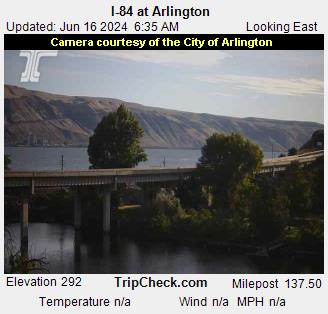 I-84 at Arlington
Updated: Jun 16 2024 6:35 AM Looking East
Camera courtesy of the City of Arlington
Elevation 292 TripCheck.com Milepost 137.50
Temperature n/a Wind n/a MPH n/a